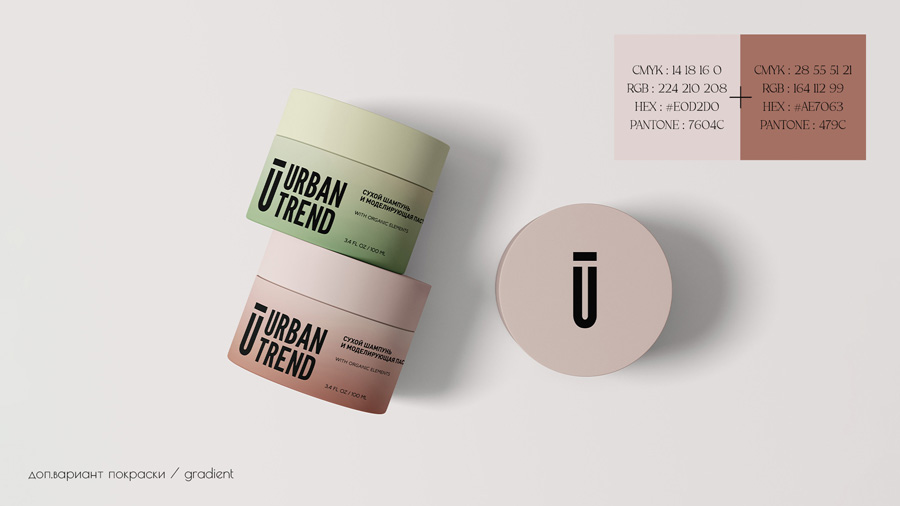 CMYK : 14 18 16 0
RGB : 224 210 208
HEX : #E0D2D0
PANTONE : 7604C
CMYK : 28 55 51 21
RGB : 164 112 99
HEX : #AE7063
PANTONE : 479C
Ū URBAN
TREND
СУХОЙ ШАМПУНЬ
И МОДЕЛИРУЮЩАЯ
WITH ORGANIC ELEMENTS
3.4 FL OZ / 100 ML
Ū URBAN
TREND
СУХОЙ ШАМПУНЬ
И МОДЕЛИРУЮЩАЯ
WITH ORGANIC ELEMENTS
3.4 FL OZ / 100 ML
Ū
доп.вариант покраски / gradient